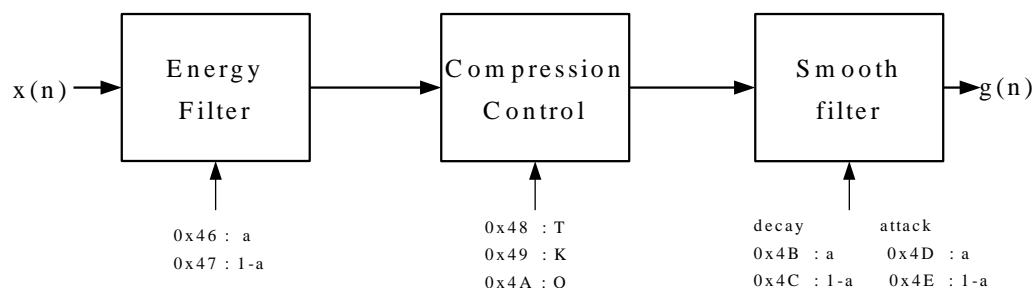 x(n)
Energy
Filter
Compression
Control
Smooth
filter
g(n)
0x46 : a
0x47 : 1-a
0x48 : T
0x49 : K
0x4A : O
decay attack
0x4B : a 0x4D : a
0x4C : 1-a 0x4E : 1-a